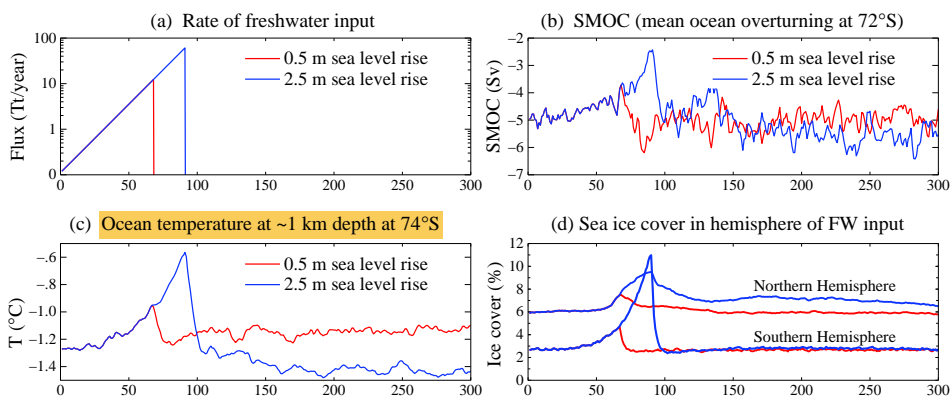 (a) Rate of freshwater input
100
10
1
0
Flux (Tt/year)
0.5 m sea level rise
2.5 m sea level rise
0 50 100 150 200 250 300
(b) SMOC (mean ocean overturning at 72°S)
−2
−3
−4
−5
−6
−7
SMOC (Sv)
0.5 m sea level rise
2.5 m sea level rise
0 50 100 150 200 250 300
(c) Ocean temperature at ~1 km depth at 74°S
−0.6
−0.8
−1.0
−1.2
−1.4
T (°C)
0.5 m sea level rise
2.5 m sea level rise
0 50 100 150 200 250 300
(d) Sea ice cover in hemisphere of FW input
12
10
8
6
4
2
0
Ice cover (%)
Northern Hemisphere
Southern Hemisphere
0 50 100 150 200 250 300